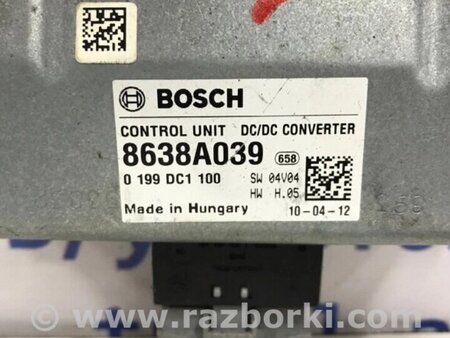 BOSCH
CONTROL UNIT DC/DC CONVERTER
8638A039 658
0 199 DC1 100 SW 04V04
HW H.05
Made in Hungary 10-04-12
www.razborki.com